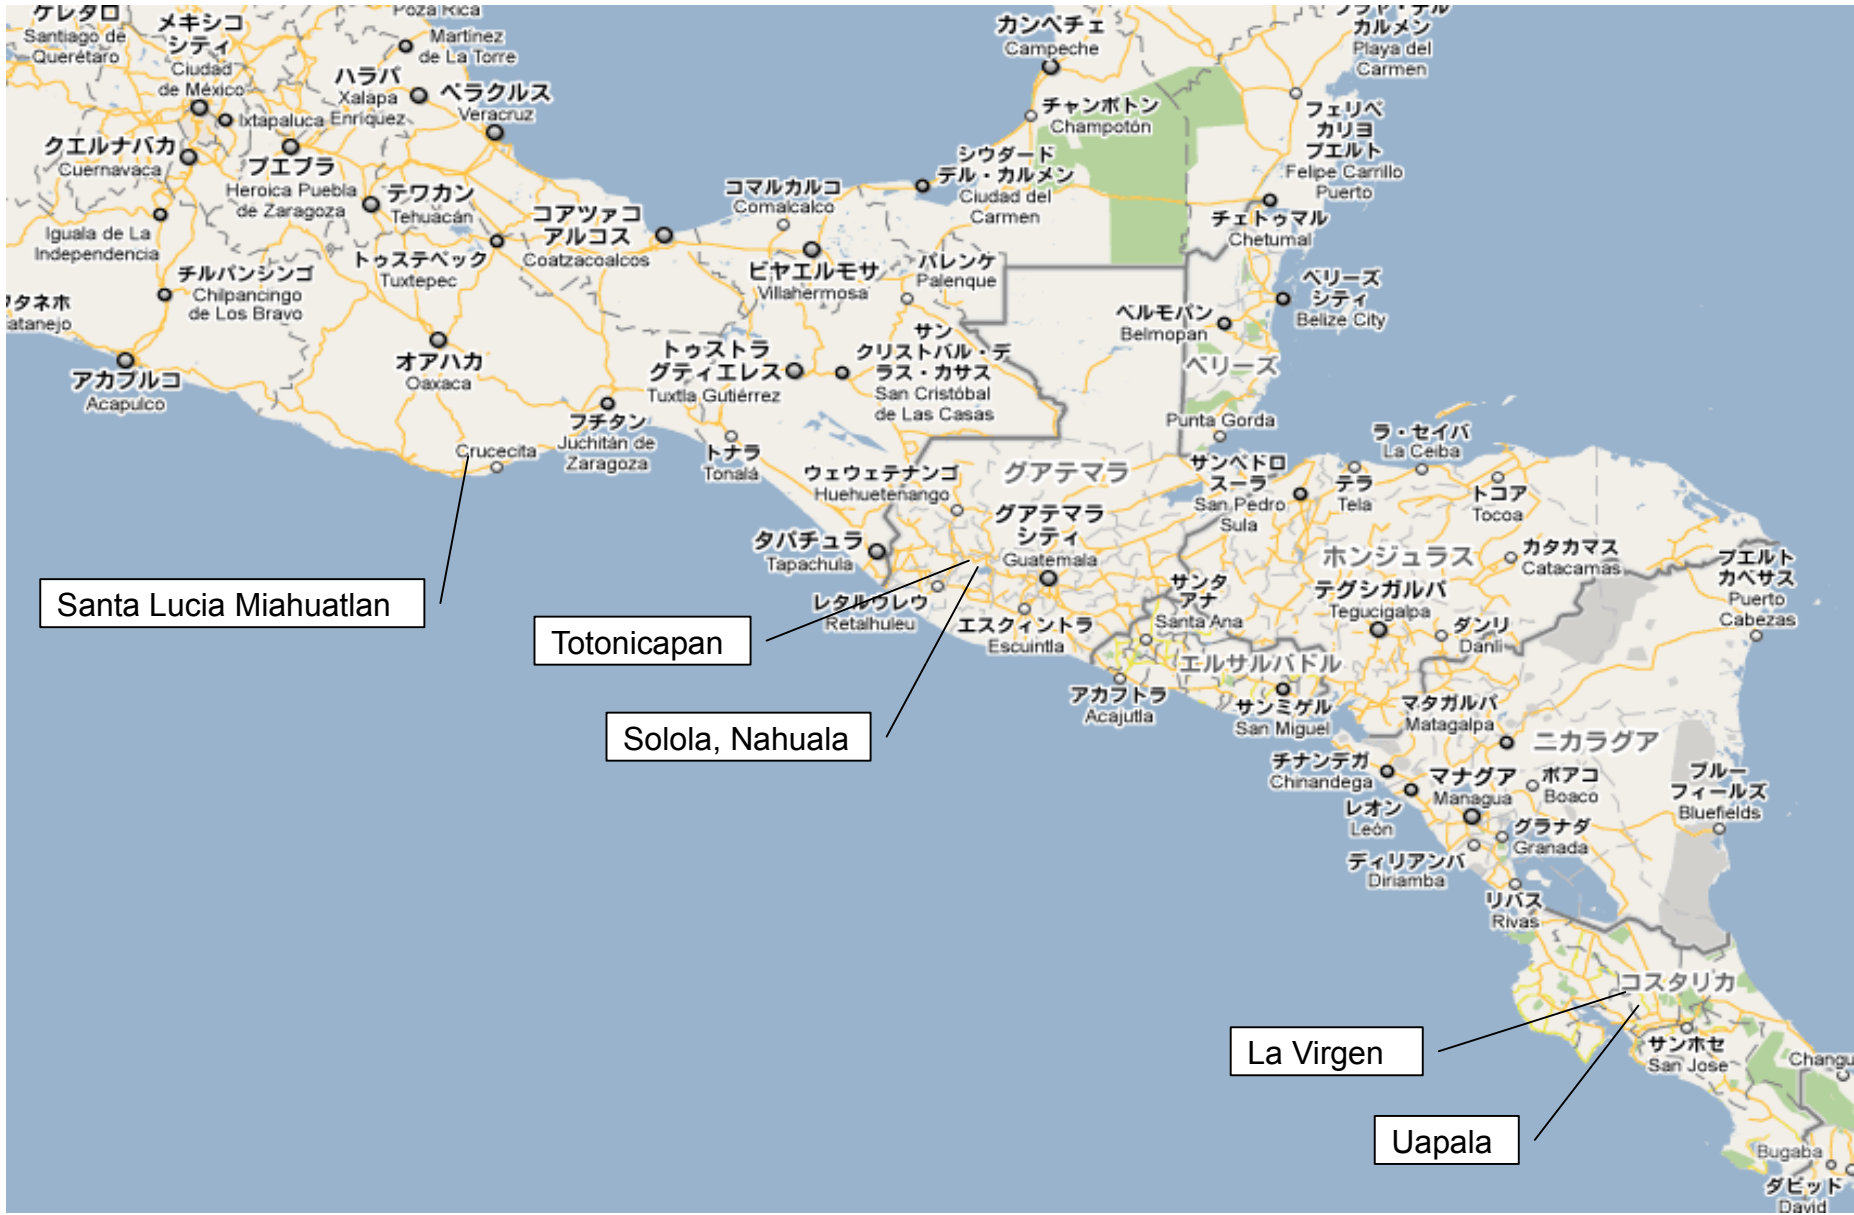 ケレタロ
Santiago de
Querétaro
メキシコ
シティ
Ciudad
de México
Poza Rica
Martínez
de La Torre
ハラパ
Xalapa
Enríquez
Ixtapaluca
ベラクルス
Veracruz
クエルナバカ
Cuernavaca
プエブラ
Heroica Puebla
de Zaragoza
テワカン
Tehuacán
Iguala de La
Independencia
チルパンシンゴ
Chilpancingo
de Los Bravo
トゥステペック
Tuxtepec
コアツァコ
アルコス
Coatzacoalcos
コマルカルコ
Comalcalco
ビヤエルモサ
Villahermosa
カンペチェ
Campeche
チャンポトン
Champotón
シウダード
デル・カルメン
Ciudad del
Carmen
プラヤ・デル
カルメン
Playa del
Carmen
フェリペ
カリヨ
プエルト
Felipe Carrillo
Puerto
チェトゥマル
Chetumal
パレンケ
Palenque
ベリーズ
シティ
Belize City
ベルモパン
Belmopan
ベリーズ
タネホ
atanejo
アカプルコ
Acapulco
オアハカ
Oaxaca
トゥストラ
グティエレス
Tuxtla Gutiérrez
サン
クリストバル・デ
ラス・カサス
San Cristóbal
de Las Casas
フチタン
Juchitán de
Zaragoza
Crucecita
トナラ
Tonalá
Punta Gorda
ウェウェテナンゴ
Huehuetenango
グアテマラ
グアテマラ
シティ
Guatemala
サンペドロ
スーラ
San Pedro
Sula
ラ・セイバ
La Ceiba
テラ
Tela
トコア
Tocoa
タパチュラ
Tapachula
ホンジュラス
カタカマス
Catacamas
プエルト
カベサス
Puerto
Cabezas
レタルウレウ
Retalhuleu
エスクィントラ
Escuintla
サンタ
アナ
Santa Ana
テグシガルパ
Tegucigalpa
ダンリ
Danlí
Santa Lucia Miahuatlan
Totonicapan
Solola, Nahuala
エルサルバドル
アカフトラ
Acajutla
サンミゲル
San Miguel
マタガルパ
Matagalpa
ニカラグア
チナンデガ
Chinandega
マナグア
Managua
ボアコ
Boaco
ブルー
フィールズ
Bluefields
レオン
León
グラナダ
Granada
ディリアンバ
Diriamba
リバス
Rivas
コスタリカ
La Virgen
サンホセ
San Jose
Changu
Uapala
Bugaba
ダビッド
David